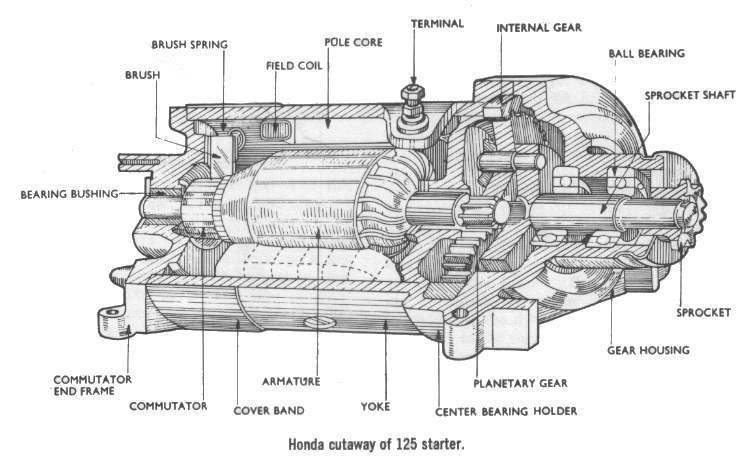 TERMINAL
INTERNAL GEAR
BRUSH SPRING
POLE CORE
BALL BEARING
BRUSH
FIELD COIL
SPROCKET SHAFT
BEARING BUSHING
SPROCKET
GEAR HOUSING
COMMUTATOR
END FRAME
ARMATURE
PLANETARY GEAR
COMMUTATOR
COVER BAND
YOKE
CENTER BEARING HOLDER
Honda cutaway of 125 starter.